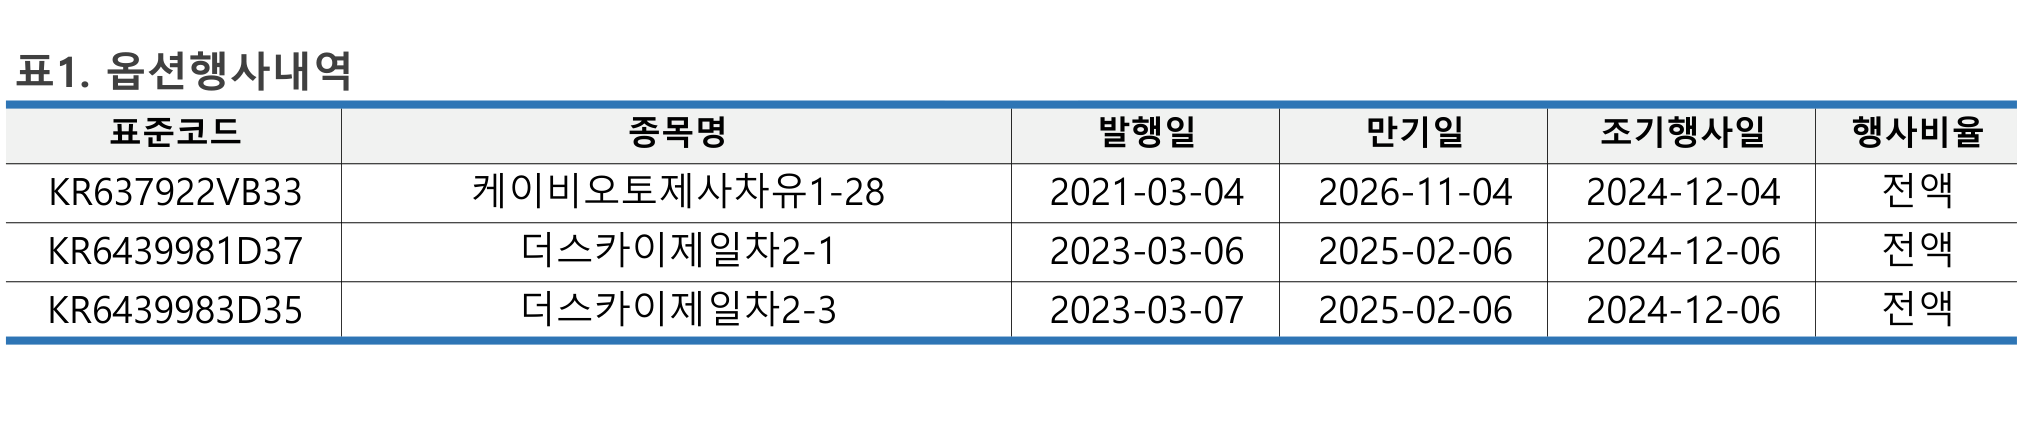 표1. 옵션행사내역
표준코드 종목명 발행일 만기일 조기행사일 행사비율
KR637922VB33 케이비오토제사차유1-28 2021-03-04 2026-11-04 2024-12-04 전액
KR6439981D37 더스카이제일차2-1 2023-03-06 2025-02-06 2024-12-06 전액
KR6439983D35 더스카이제일차2-3 2023-03-07 2025-02-06 2024-12-06 전액